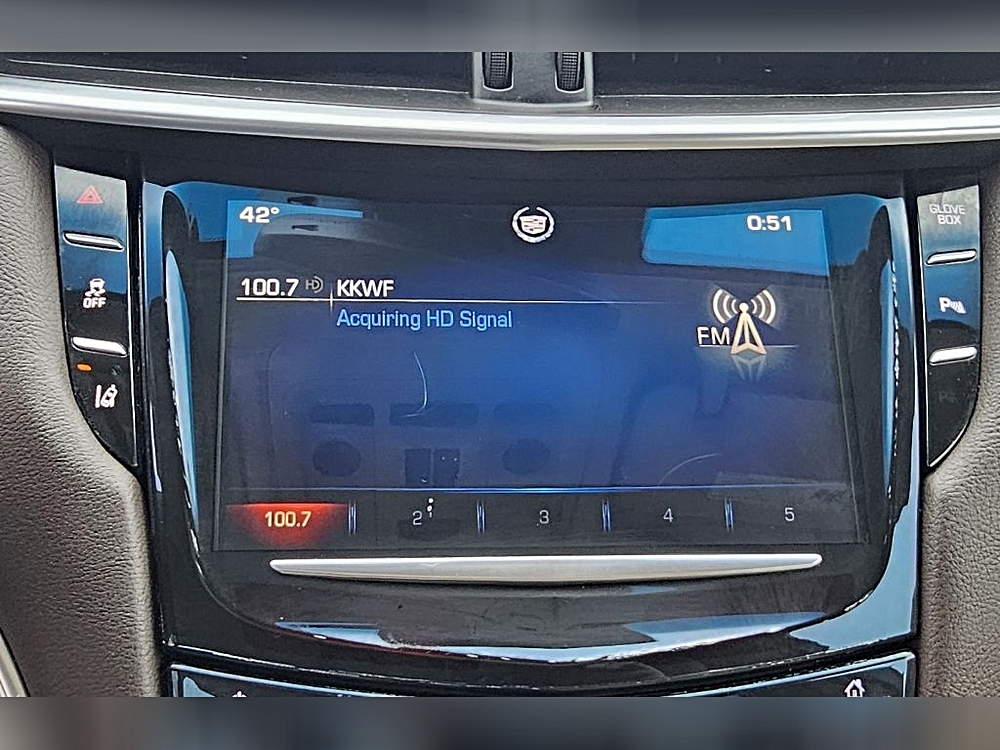 42°
0:51
100.7 HD KKWF
Acquiring HD Signal
FM
100.7 2 3 4 5
OFF
GLOVE
BOX
P